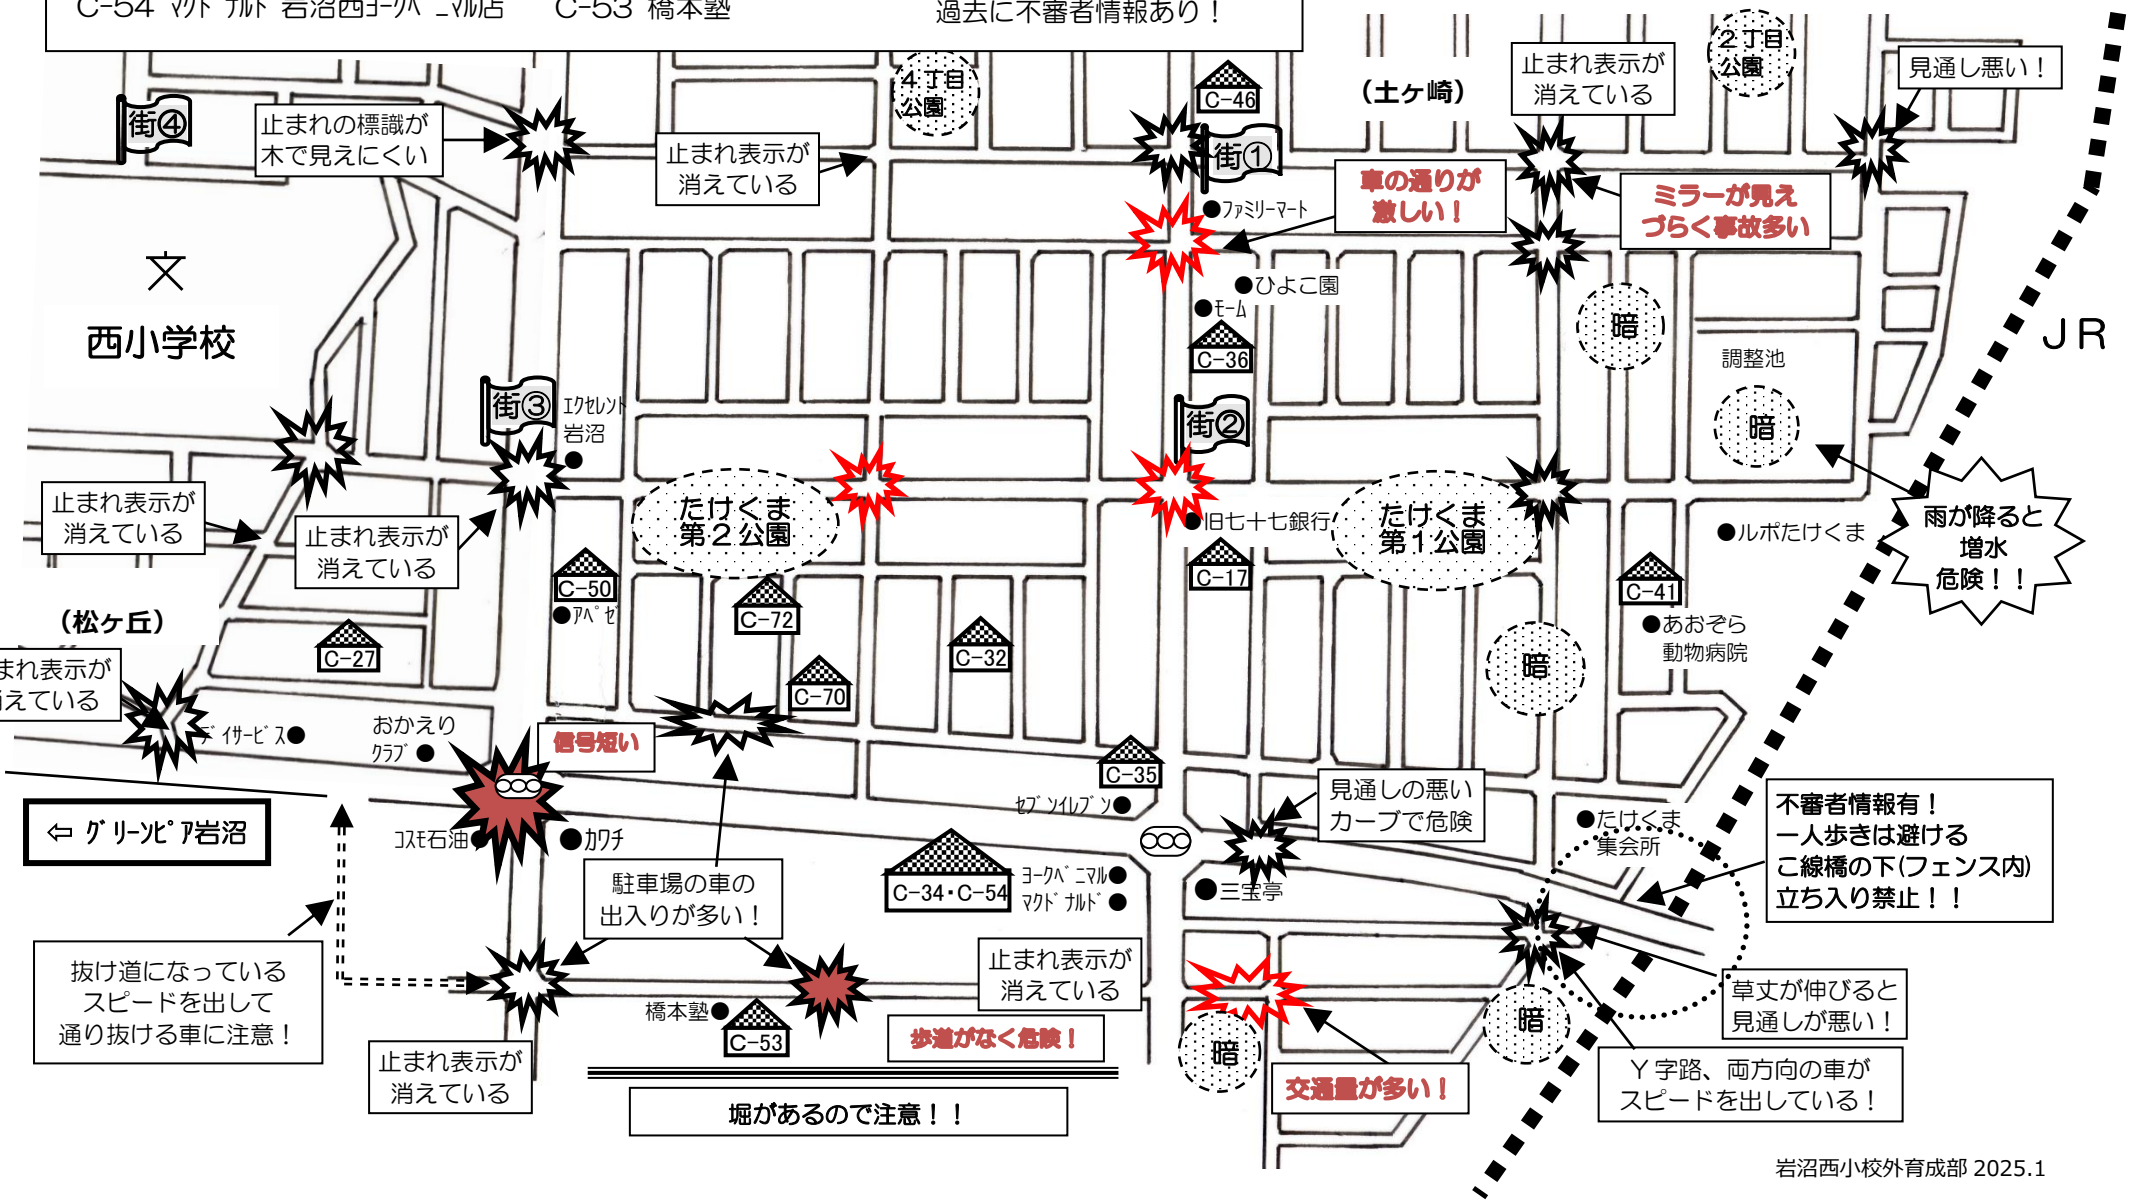 C-54 ﾏｸﾄﾞﾅﾙﾄﾞ岩沼西ﾖｰｸﾍﾞﾆﾏﾙ店
C-53 橋本塾
過去に不審者情報あり！
４丁目
公園
２丁目
公園
(土ヶ崎)
止まれ表示が
消えている
見通し悪い！
C-46
街④
止まれの標識が
木で見えにくい
止まれ表示が
消えている
街①
車の通りが
激しい！
ミラーが見え
づらく事故多い
●ﾌｧﾐﾘｰﾏｰﾄ
文
西小学校
●ひよこ園
●ﾓｰﾑ
C-36
暗
ＪＲ
調整池
暗
街③
ｴｸｾﾚﾝﾄ
岩沼
●
街②
止まれ表示が
消えている
止まれ表示が
消えている
たけくま
第２公園
●旧七十七銀行
たけくま
第１公園
●ルポたけくま
雨が降ると
増水
危険！！
C-50
●ｱﾍﾟｾﾞ
C-72
C-17
C-41
(松ヶ丘)
C-27
C-32
●あおぞら
動物病院
まれ表示が
えている
C-70
暗
ﾃﾞｲｻｰﾋﾞｽ●
おかえり
ｸﾗﾌﾞ●
信号短い
C-35
ｾﾌﾞﾝｲﾚﾌﾞﾝ●
見通しの悪い
カーブで危険
不審者情報有！
一人歩きは避ける
こ線橋の下(フェンス内)
立ち入り禁止！！
⇦ ｸﾞﾘｰﾝﾋﾟｱ岩沼
ｺｽﾓ石油●
●カワチ
●たけくま
集会所
駐車場の車の
出入りが多い！
C-34・C-54
ﾖｰｸﾍﾞﾆﾏﾙ●
ﾏｸﾄﾞﾅﾙﾄﾞ●
●三宝亭
抜け道になっている
スピードを出して
通り抜ける車に注意！
止まれ表示が
消えている
草丈が伸びると
見通しが悪い！
橋本塾●
C-53
歩道がなく危険！
暗
暗
止まれ表示が
消えている
交通量が多い！
Ｙ字路、両方向の車が
スピードを出している！
堀があるので注意！！
岩沼西小校外育成部 2025.1